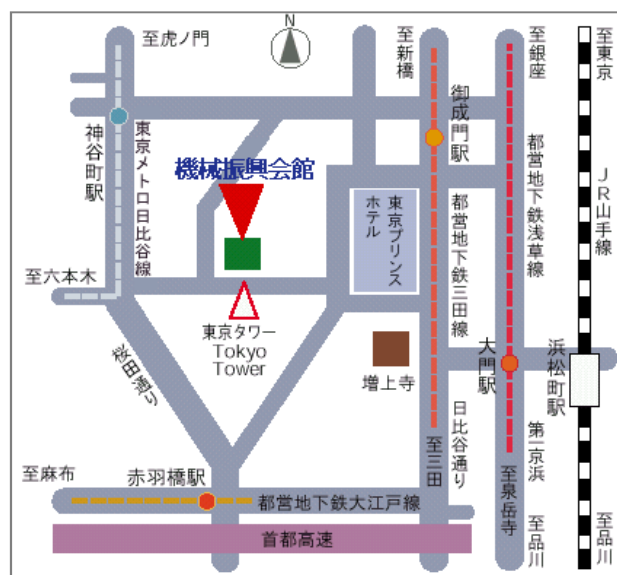 至虎ノ門
N
至新橋
至銀座
至東京
御成門駅
神谷町駅
東京メトロ日比谷線
機械振興会館
東京プリンス
ホテル
都営地下鉄三田線
都営地下鉄浅草線
JR山手線
至六本木
東京タワー
Tokyo
Tower
桜田通り
増上寺
大門駅
浜松町駅
日比谷通り
第一京浜
至三田
至泉岳寺
至品川
至品川
至麻布
赤羽橋駅
都営地下鉄大江戸線
首都高速